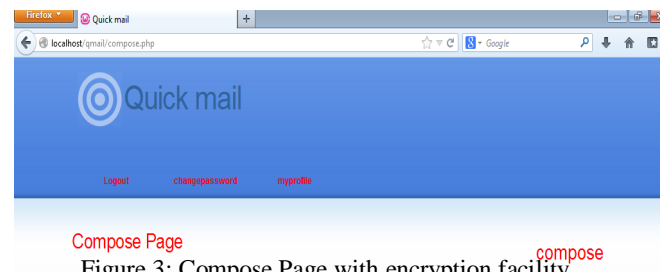 Firefox
Quick mail
localhost/qmail/compose.php
Google
Quick mail
Logout changepassword myprofile
Compose Page
compose
Figure 3: Compose Page with encryption facility